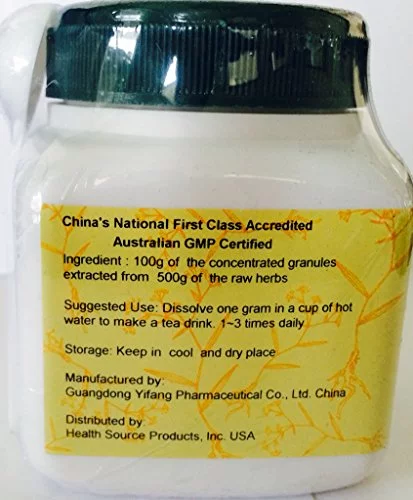 China's National First Class Accredited
Australian GMP Certified
Ingredient : 100g of the concentrated granules
extracted from 500g of the raw herbs
Suggested Use: Dissolve one gram in a cup of hot
water to make a tea drink. 1~3 times daily
Storage: Keep in cool and dry place
Manufactured by:
Guangdong Yifang Pharmaceutical Co., Ltd. China
Distributed by:
Health Source Products, Inc. USA